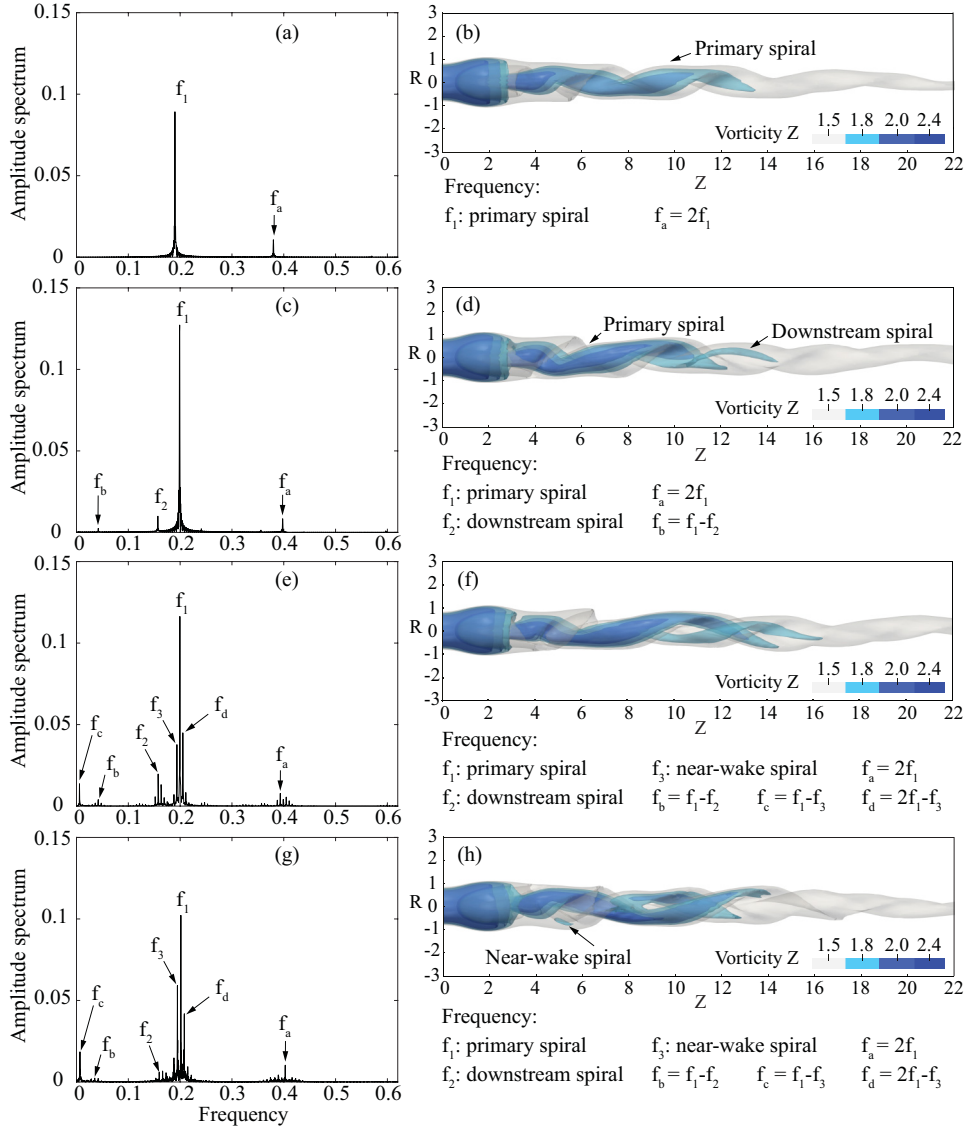 (a)
Amplitude spectrum
0.15
0.1
0.05
0
f1
fa
0 0.1 0.2 0.3 0.4 0.5 0.6
(b)
R
3
2
1
0
-1
-2
-3
Primary spiral
1.5 1.8 2.0 2.4
Vorticity Z
0 2 4 6 8 10 12 14 16 18 20 22
Z
Frequency:
f1: primary spiral fa = 2f1
(c)
Amplitude spectrum
0.15
0.1
0.05
0
f1
fb
f2
fa
0 0.1 0.2 0.3 0.4 0.5 0.6
(d)
R
3
2
1
0
-1
-2
-3
Primary spiral
Downstream spiral
1.5 1.8 2.0 2.4
Vorticity Z
0 2 4 6 8 10 12 14 16 18 20 22
Z
Frequency:
f1: primary spiral fa = 2f1
f2: downstream spiral fb = f1-f2
(e)
Amplitude spectrum
0.15
0.1
0.05
0
f1
f3
fd
fc
f2
fb
fa
0 0.1 0.2 0.3 0.4 0.5 0.6
(f)
R
3
2
1
0
-1
-2
-3
1.5 1.8 2.0 2.4
Vorticity Z
0 2 4 6 8 10 12 14 16 18 20 22
Z
Frequency:
f1: primary spiral f3: near-wake spiral fa = 2f1
f2: downstream spiral fb = f1-f2 fc = f1-f3 fd = 2f1-f3
(g)
Amplitude spectrum
0.15
0.1
0.05
0
f1
f3
fd
fc
f2
fb
fa
0 0.1 0.2 0.3 0.4 0.5 0.6
Frequency
(h)
R
3
2
1
0
-1
-2
-3
Near-wake spiral
1.5 1.8 2.0 2.4
Vorticity Z
0 2 4 6 8 10 12 14 16 18 20 22
Z
Frequency:
f1: primary spiral f3: near-wake spiral fa = 2f1
f2: downstream spiral fb = f1-f2 fc = f1-f3 fd = 2f1-f3